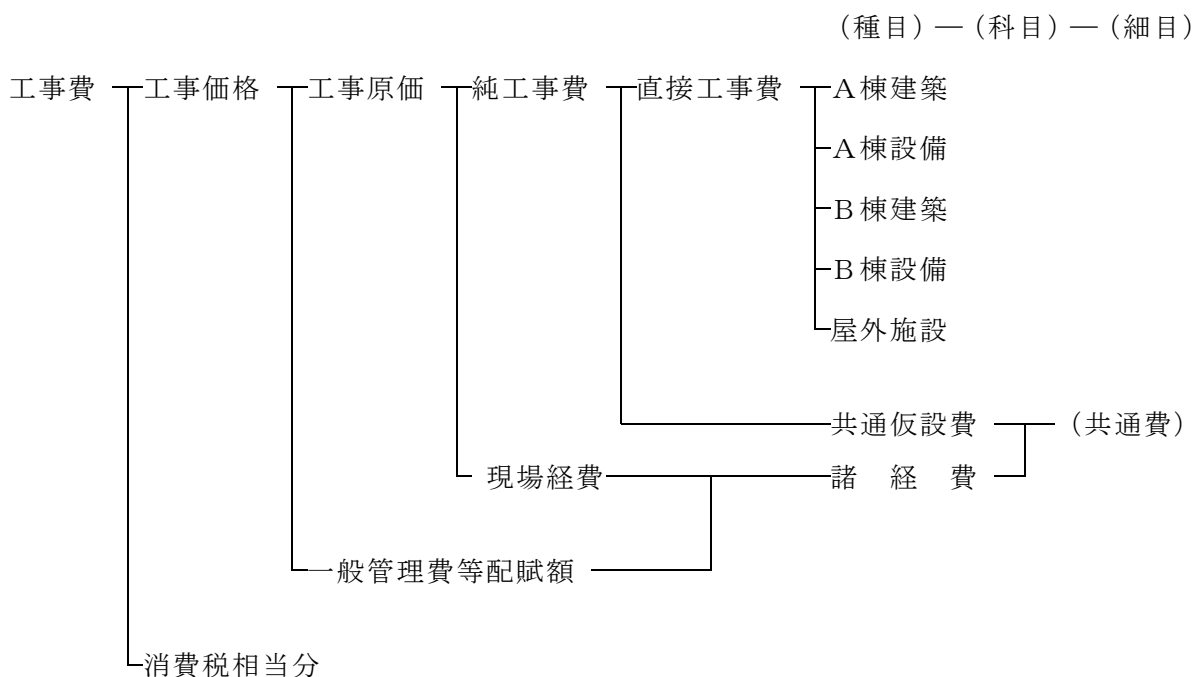 (種目)―(科目)―(細目)
工事費 工事価格 工事原価 純工事費 直接工事費 A棟建築
A棟設備
B棟建築
B棟設備
屋外施設
共通仮設費 (共通費)
現場経費 諸経費
一般管理費等配賦額
消費税相当分